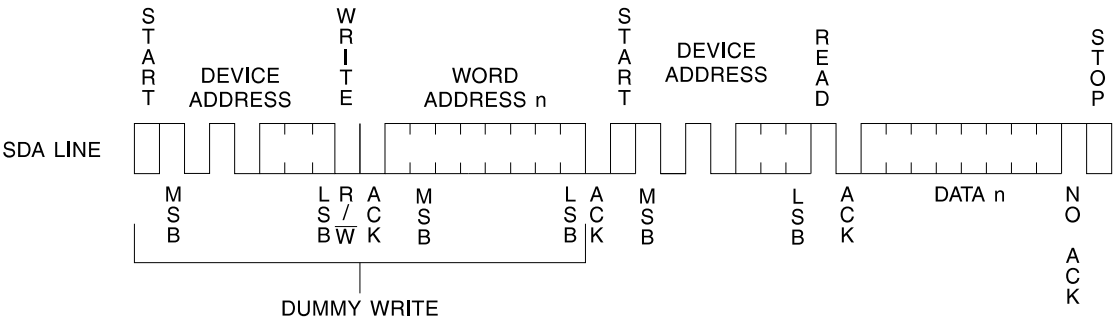 START
WRITE
START
READ
STOP
DEVICE
ADDRESS
WORD
ADDRESS n
DEVICE
ADDRESS
SDA LINE
MSB
LSB
R/W̅
ACK
MSB
LSB
ACK
MSB
LSB
ACK
DATA n
NO ACK
DUMMY WRITE